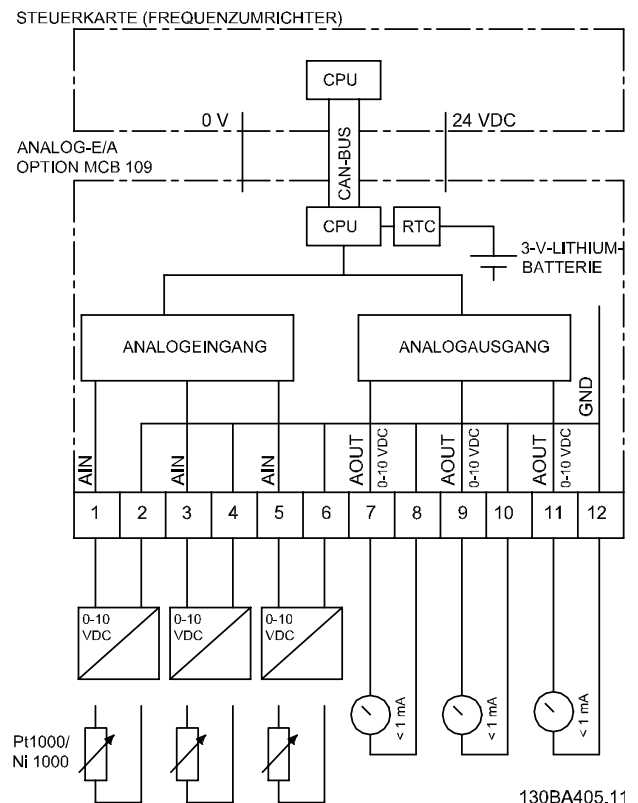 STEUERKARTE (FREQUENZUMRICHTER)
CPU
0 V
24 VDC
ANALOG-E/A
OPTION MCB 109
CAN-BUS
CPU
RTC
3-V-LITHIUM-
BATTERIE
ANALOGEINGANG
ANALOGAUSGANG
GND
AIN
AIN
AIN
AOUT
0-10 VDC
AOUT
0-10 VDC
AOUT
0-10 VDC
1 2 3 4 5 6 7 8 9 10 11 12
0-10
VDC
0-10
VDC
0-10
VDC
< 1 mA
< 1 mA
< 1 mA
Pt1000/
Ni 1000
130BA405.11